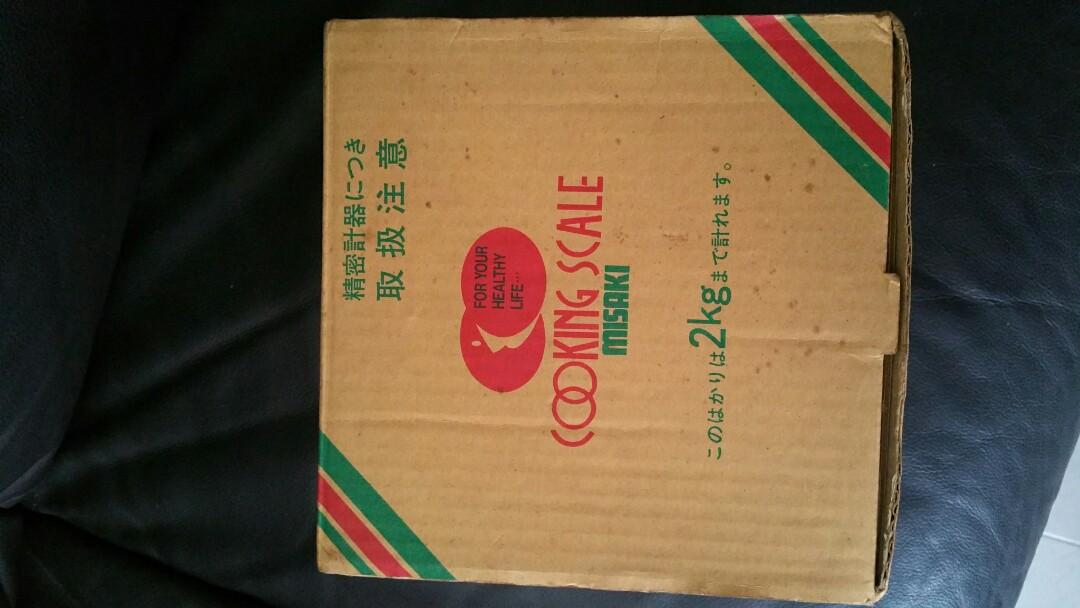 精密計器につき
取扱注意
FOR YOUR
HEALTHY
LIFE...
COOKING SCALE
MISAKI
このはかりは2kgまで計れます。